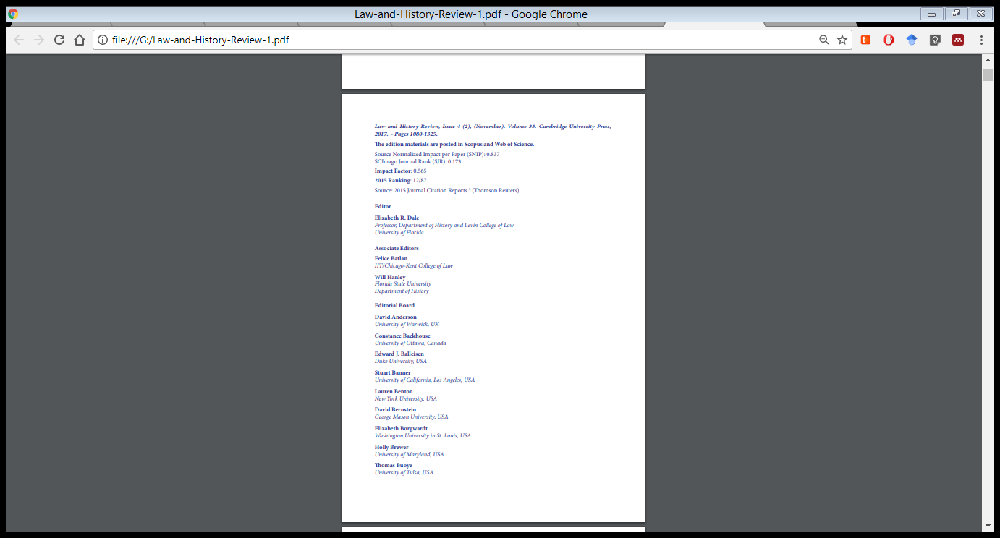 Law-and-History-Review-1.pdf - Google Chrome
file:///G:/Law-and-History-Review-1.pdf
Law and History Review, Issue 4 (2), (November). Volume 35. Cambridge University Press,
2017. - Pages 1080-1325.
The edition materials are posted in Scopus and Web of Science.
Source Normalized Impact per Paper (SNIP): 0.837
SCImago Journal Rank (SJR): 0.173
Impact Factor: 0.565
2015 Ranking: 12/87
Source: 2015 Journal Citation Reports ® (Thomson Reuters)
Editor
Elizabeth R. Dale
Professor, Department of History and Levin College of Law
University of Florida
Associate Editors
Felice Batlan
IIT/Chicago-Kent College of Law
Will Hanley
Florida State University
Department of History
Editorial Board
David Anderson
University of Warwick, UK
Constance Backhouse
University of Ottawa, Canada
Edward J. Balleisen
Duke University, USA
Stuart Banner
University of California, Los Angeles, USA
Lauren Benton
New York University, USA
David Bernstein
George Mason University, USA
Elizabeth Borgwardt
Washington University in St. Louis, USA
Holly Brewer
University of Maryland, USA
Thomas Buoye
University of Tulsa, USA